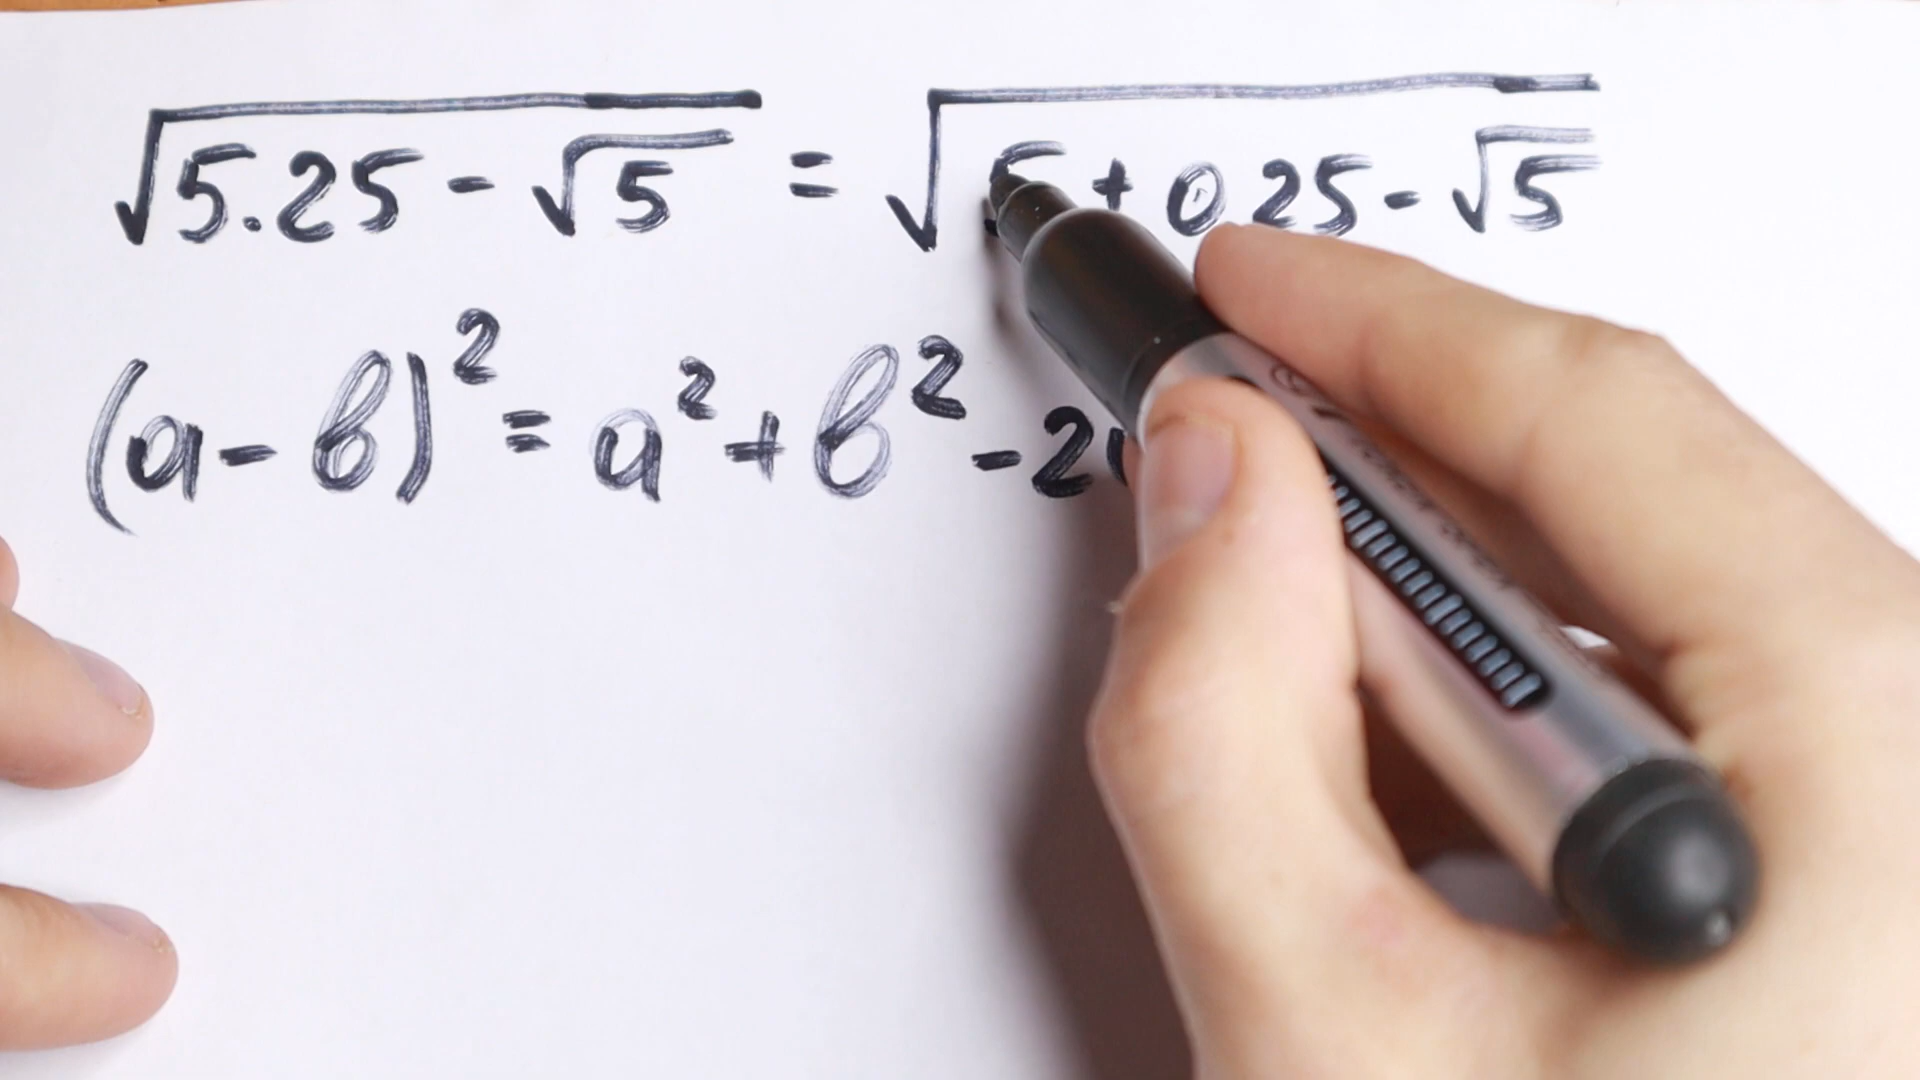 √(5.25 - √5) = √(5 + 0.25 - √5)
(a - b)² = a² + b² - 2